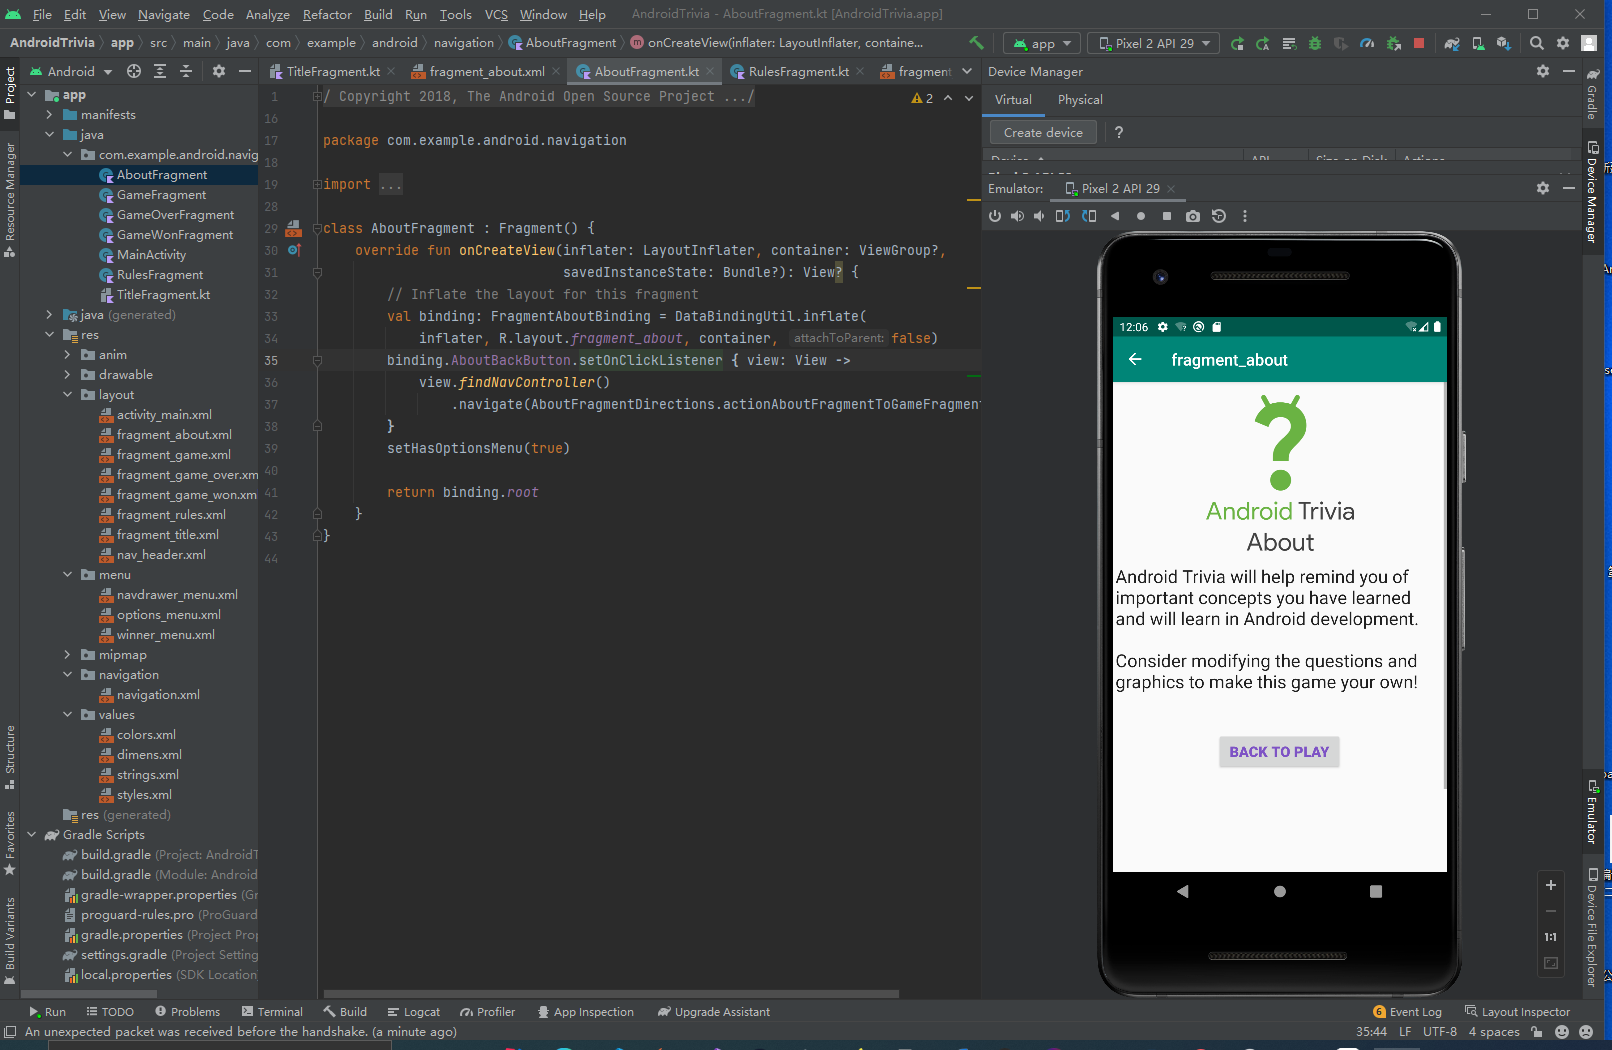 File Edit View Navigate Code Analyze Refactor Build Run Tools VCS Window Help AndroidTrivia - AboutFragment.kt [AndroidTrivia.app]
AndroidTrivia app src main java com example android navigation AboutFragment onCreateView(inflater: LayoutInflater, containe... app Pixel 2 API 29
Android TitleFragment.kt fragment_about.xml AboutFragment.kt RulesFragment.kt fragment Device Manager
Project
Resource Manager
Structure
Favorites
Build Variants
app
manifests
java
com.example.android.navig
AboutFragment
GameFragment
GameOverFragment
GameWonFragment
MainActivity
RulesFragment
TitleFragment.kt
java (generated)
res
anim
drawable
layout
activity_main.xml
fragment_about.xml
fragment_game.xml
fragment_game_over.xm
fragment_game_won.xm
fragment_rules.xml
fragment_title.xml
nav_header.xml
menu
navdrawer_menu.xml
options_menu.xml
winner_menu.xml
mipmap
navigation
navigation.xml
values
colors.xml
dimens.xml
strings.xml
styles.xml
res (generated)
Gradle Scripts
build.gradle (Project: AndroidT
build.gradle (Module: Android
gradle-wrapper.properties (Gr
proguard-rules.pro (ProGuard
gradle.properties (Project Prop
settings.gradle (Project Setting
local.properties (SDK Location
1 / Copyright 2018, The Android Open Source Project .../ 2
16
17 package com.example.android.navigation
18
19 import ...
28
29 class AboutFragment : Fragment() {
30 override fun onCreateView(inflater: LayoutInflater, container: ViewGroup?,
31 savedInstanceState: Bundle?): View? {
32 // Inflate the layout for this fragment
33 val binding: FragmentAboutBinding = DataBindingUtil.inflate(
34 inflater, R.layout.fragment_about, container, attachToParent: false)
35 binding.AboutBackButton.setOnClickListener { view: View ->
36 view.findNavController()
37 .navigate(AboutFragmentDirections.actionAboutFragmentToGameFragment
38 }
39 setHasOptionsMenu(true)
40
41 return binding.root
42 }
43 }
44
Virtual Physical
Create device ?
Device API Size on Disk Actions
Emulator: Pixel 2 API 29
12:06
fragment_about
Android Trivia
About
Android Trivia will help remind you of
important concepts you have learned
and will learn in Android development.
Consider modifying the questions and
graphics to make this game your own!
BACK TO PLAY
1:1
Gradle
Device Manager
Emulator
Device File Explorer
Run TODO Problems Terminal Build Logcat Profiler App Inspection Upgrade Assistant 6 Event Log Layout Inspector
An unexpected packet was received before the handshake. (a minute ago) 35:44 LF UTF-8 4 spaces